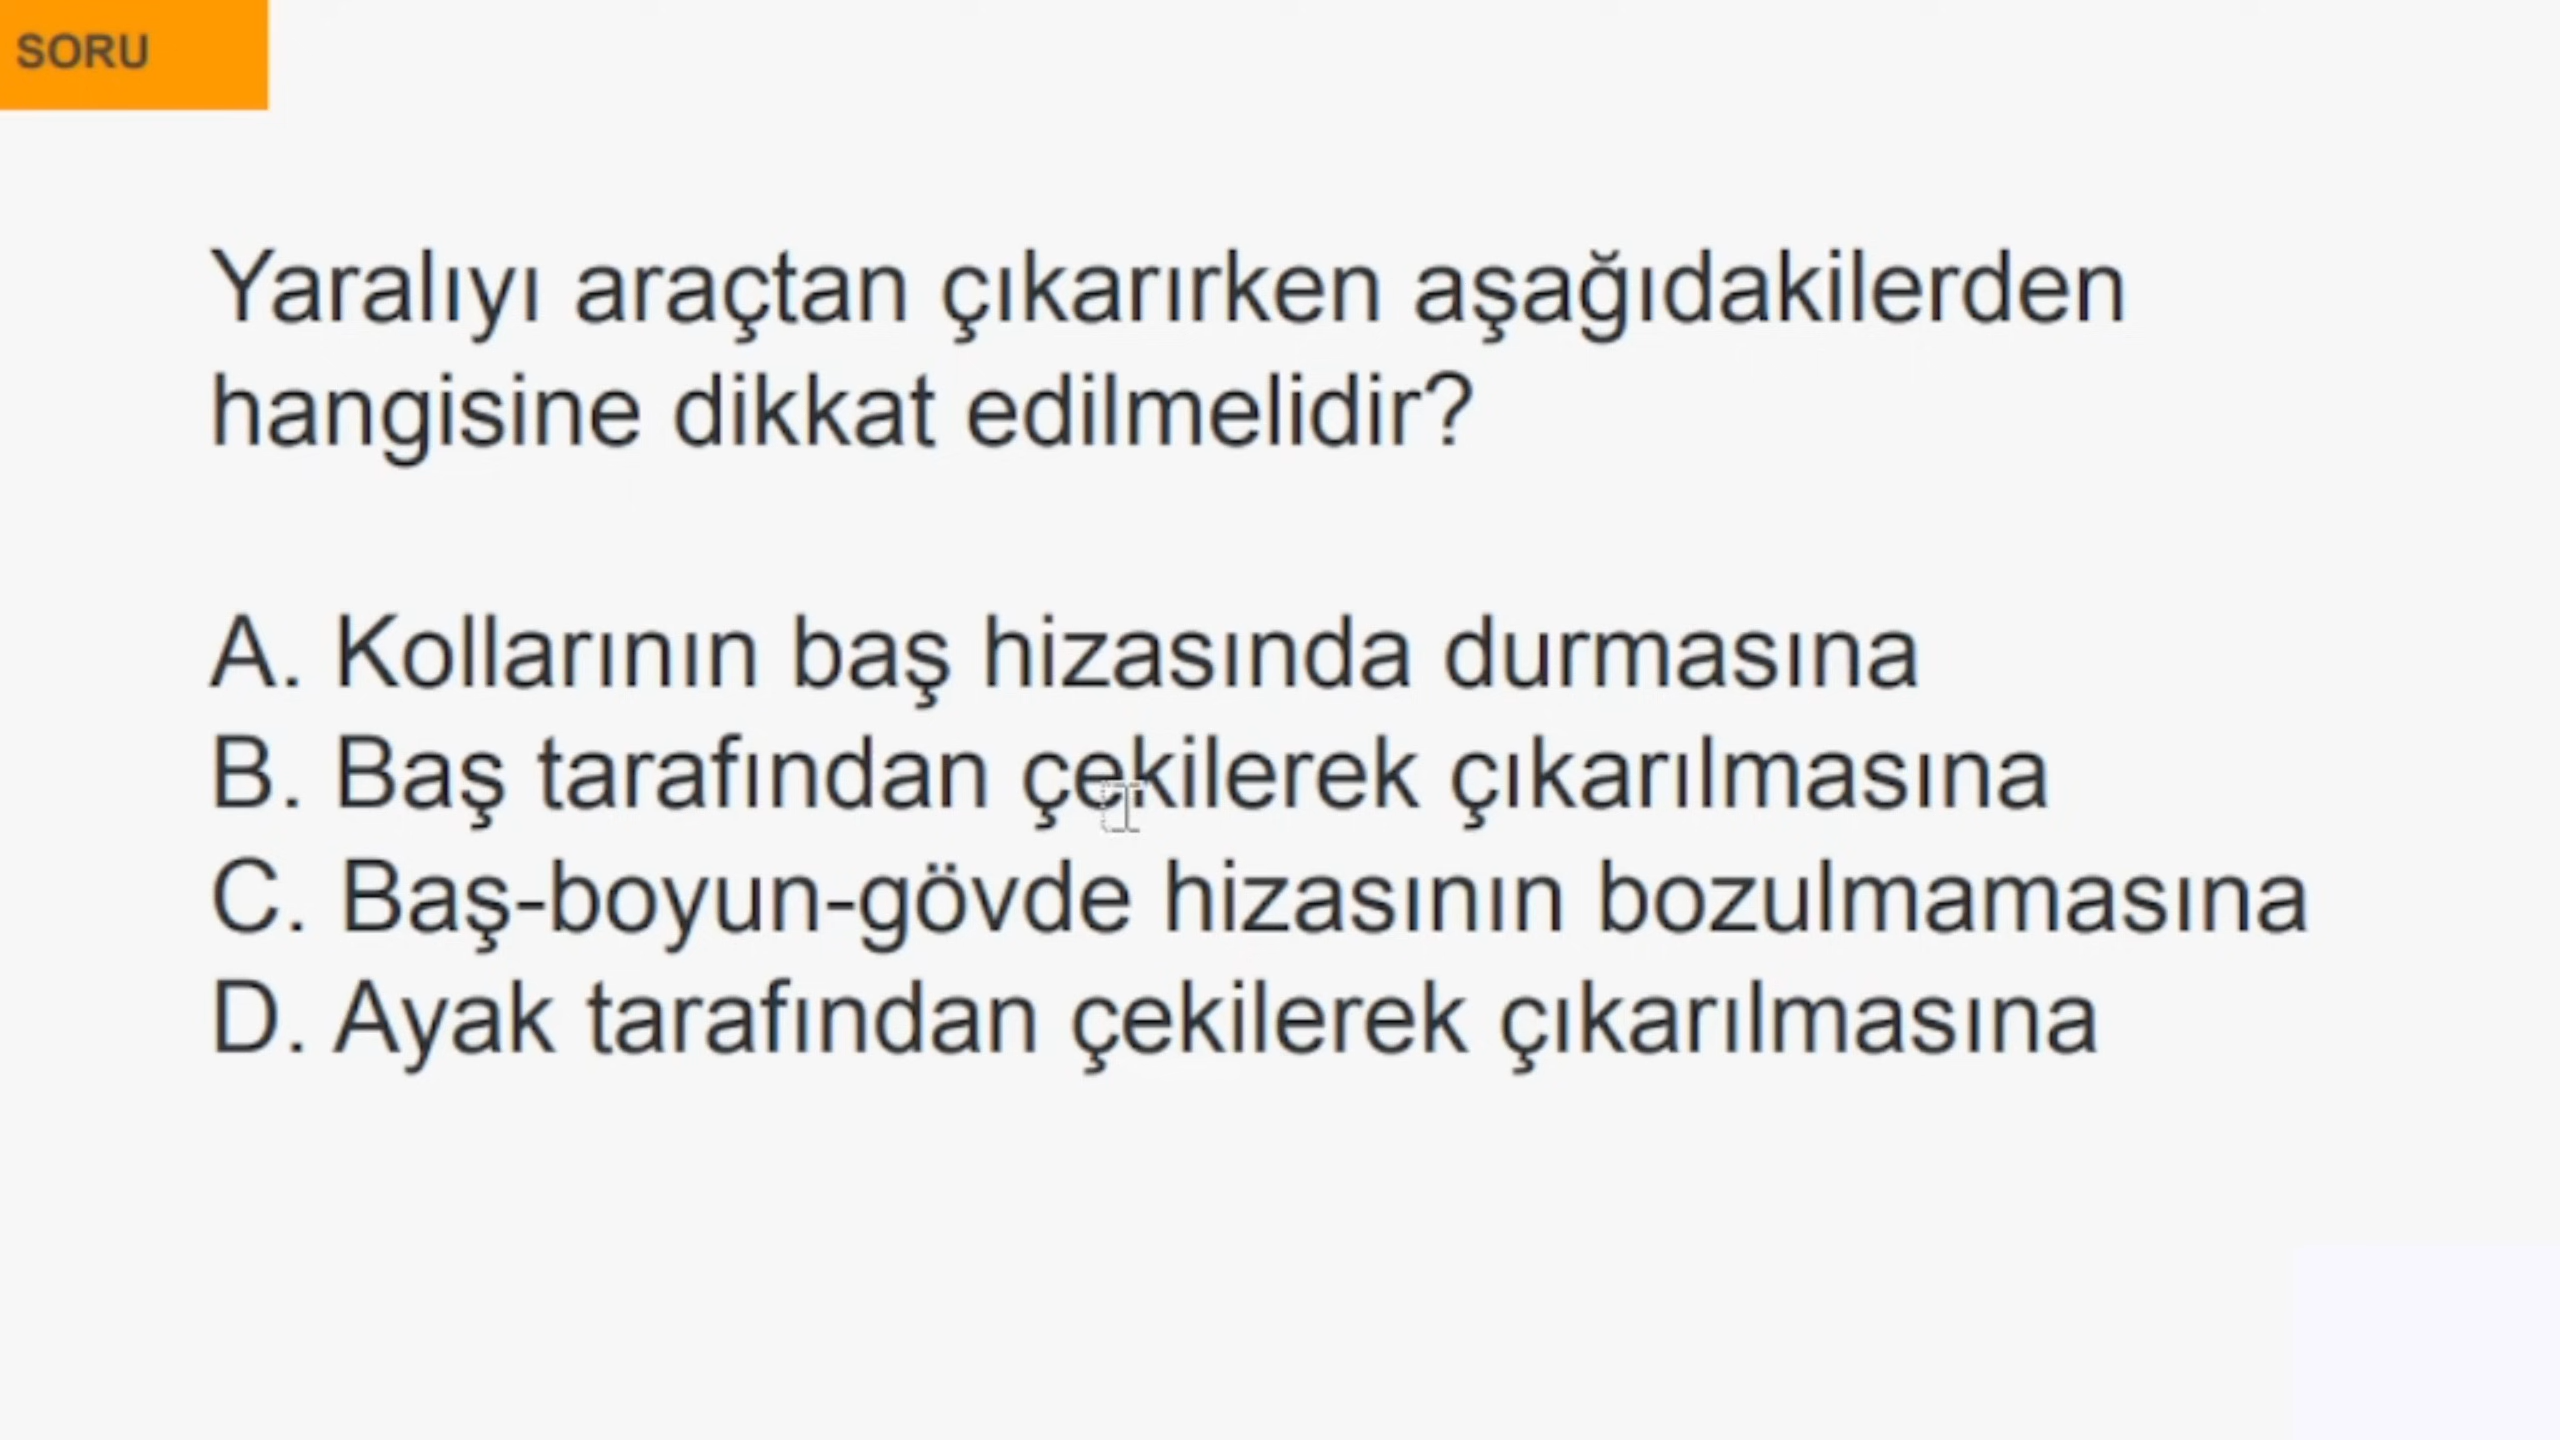 SORU
Yaralıyı araçtan çıkarırken aşağıdakilerden
hangisine dikkat edilmelidir?
A. Kollarının baş hizasında durmasına
B. Baş tarafından çekilerek çıkarılmasına
C. Baş-boyun-gövde hizasının bozulmamasına
D. Ayak tarafından çekilerek çıkarılmasına